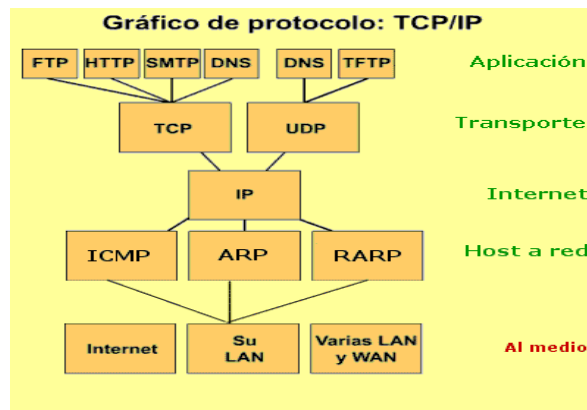 Gráfico de protocolo: TCP/IP
FTP HTTP SMTP DNS DNS TFTP Aplicación
TCP UDP Transporte
IP Internet
ICMP ARP RARP Host a red
Internet Su LAN Varias LAN y WAN Al medio